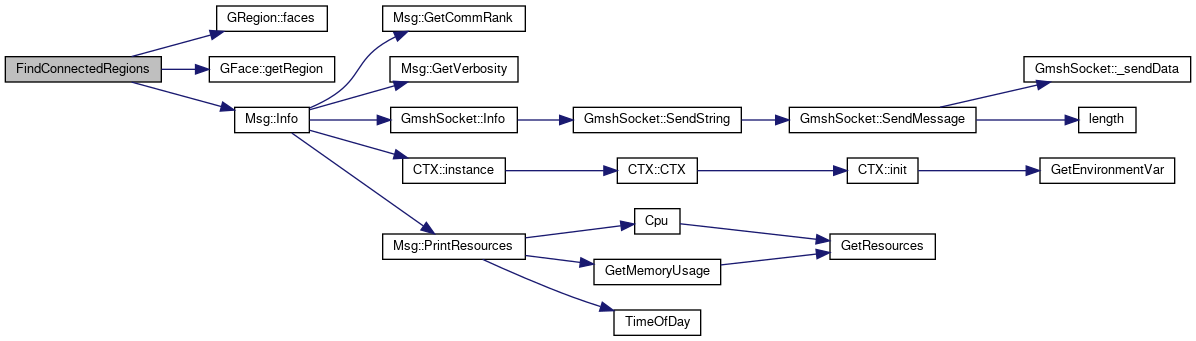 FindConnectedRegions
GRegion::faces
GFace::getRegion
Msg::Info
Msg::GetCommRank
Msg::GetVerbosity
GmshSocket::Info
GmshSocket::SendString
GmshSocket::SendMessage
GmshSocket::_sendData
length
CTX::instance
CTX::CTX
CTX::init
GetEnvironmentVar
Msg::PrintResources
Cpu
GetMemoryUsage
GetResources
TimeOfDay